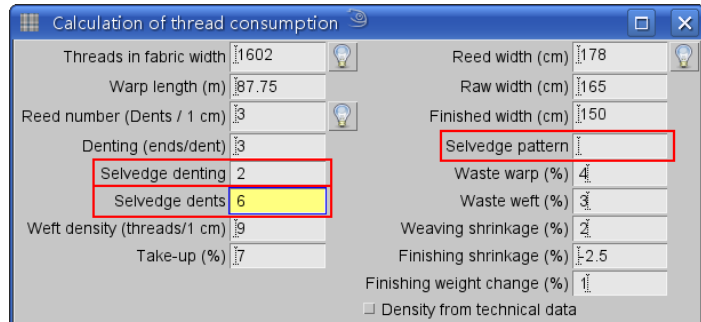 Calculation of thread consumption
Threads in fabric width 1602
Warp length (m) 87.75
Reed number (Dents / 1 cm) 3
Denting (ends/dent) 3
Selvedge denting 2
Selvedge dents 6
Weft density (threads/1 cm) 9
Take-up (%) 7
Reed width (cm) 178
Raw width (cm) 165
Finished width (cm) 150
Selvedge pattern
Waste warp (%) 4
Waste weft (%) 3
Weaving shrinkage (%) 2
Finishing shrinkage (%) -2.5
Finishing weight change (%) 1
Density from technical data